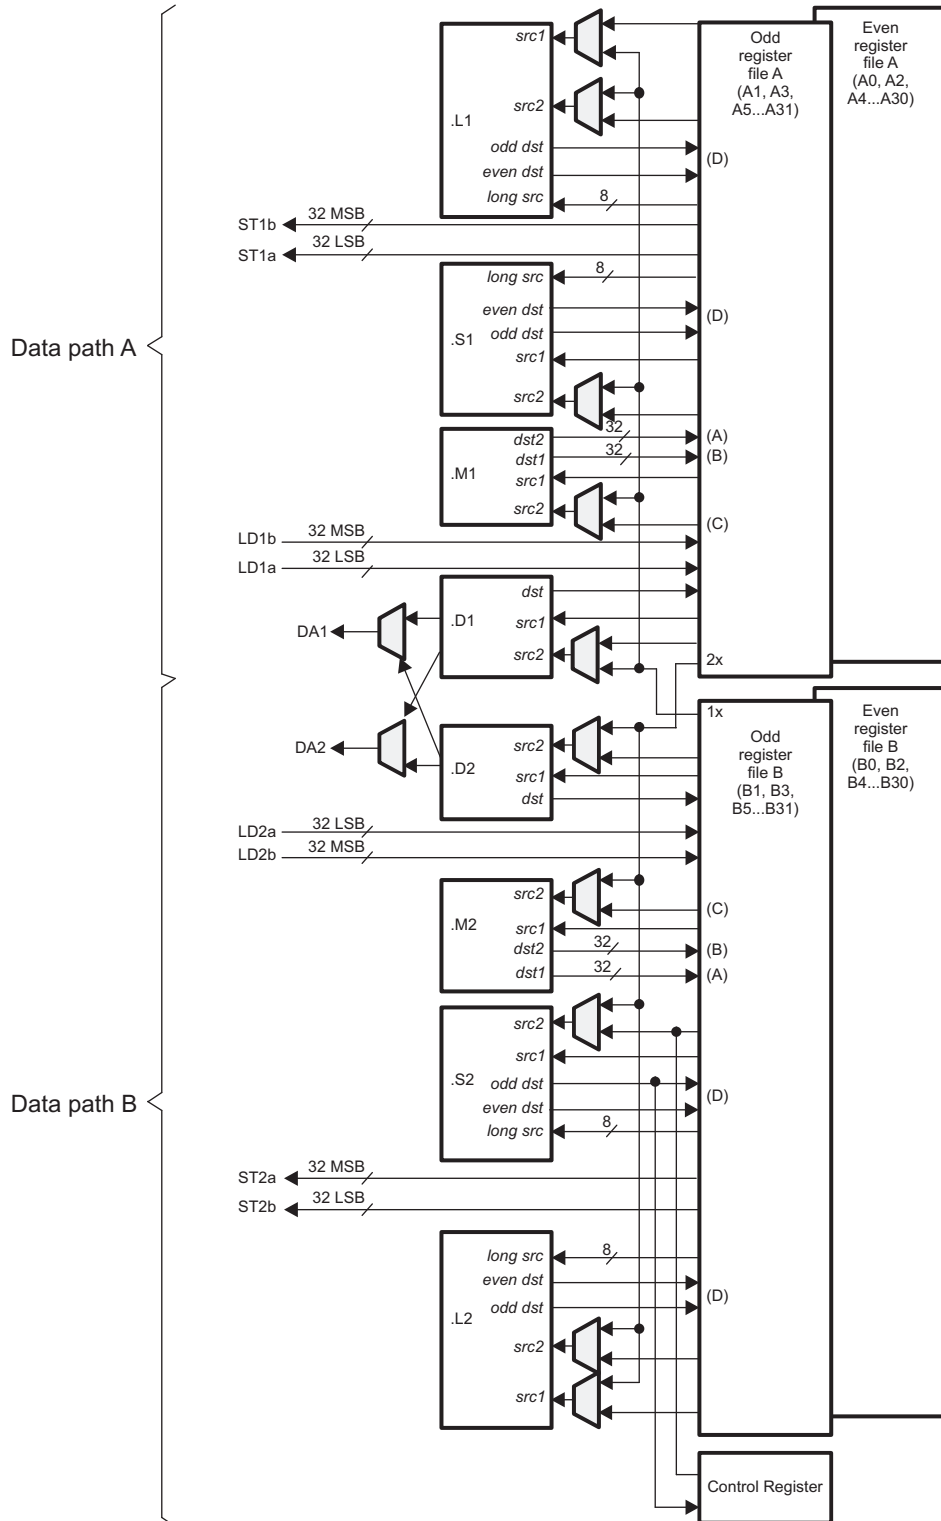 src1
Odd
register
file A
(A1, A3,
A5...A31)
Even
register
file A
(A0, A2,
A4...A30)
src2
.L1
odd dst
(D)
even dst
long src
8
ST1b
32 MSB
ST1a
32 LSB
long src
8
even dst
(D)
.S1
odd dst
Data path A
src1
src2
32
dst2
(A)
32
dst1
(B)
.M1
src1
src2
(C)
LD1b
32 MSB
LD1a
32 LSB
dst
.D1
src1
DA1
src2
2x
1x
Odd
register
file B
(B1, B3,
B5...B31)
Even
register
file B
(B0, B2,
B4...B30)
DA2
src2
.D2
src1
dst
LD2a
32 LSB
LD2b
32 MSB
src2
(C)
.M2
src1
dst2
32
(B)
dst1
32
(A)
src2
src1
.S2
odd dst
(D)
Data path B
even dst
long src
8
ST2a
32 MSB
ST2b
32 LSB
long src
8
even dst
(D)
odd dst
.L2
src2
src1
Control Register